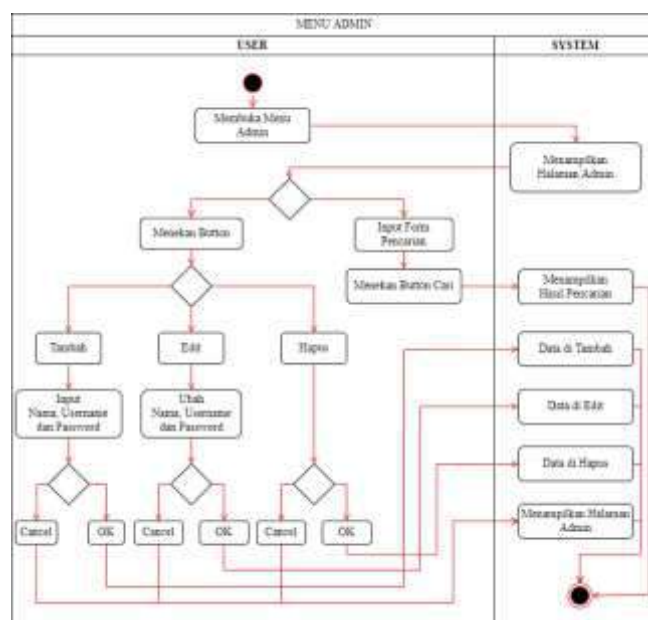 MENU ADMIN
USER
SYSTEM
Membuka Menu
Admin
Menampilkan
Halaman Admin
Menekan Button
Input Form
Pencarian
Menekan Button Cari
Menampilkan
Hasil Pencarian
Tambah
Edit
Hapus
Data di Tambah
Input
Nama, Username
dan Password
Ubah
Nama, Username
dan Password
Data di Edit
Data di Hapus
Cancel
OK
Cancel
OK
Cancel
OK
Menampilkan Halaman
Admin